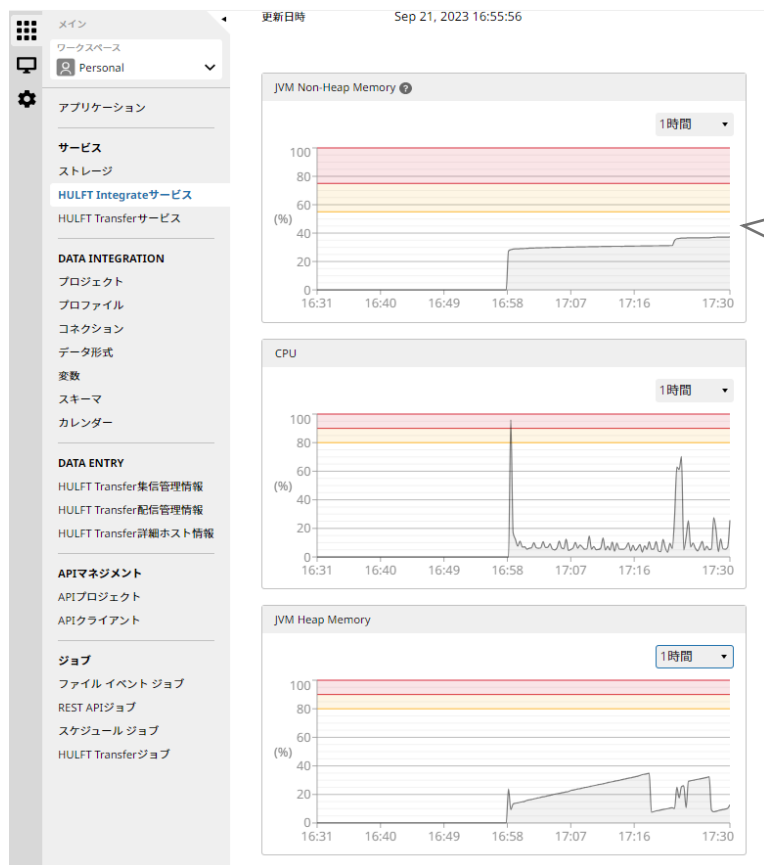 メイン
ワークスペース
Personal
アプリケーション
サービス
ストレージ
HULFT Integrateサービス
HULFT Transferサービス
DATA INTEGRATION
プロジェクト
プロファイル
コネクション
データ形式
変数
スキーマ
カレンダー
DATA ENTRY
HULFT Transfer集信管理情報
HULFT Transfer配信管理情報
HULFT Transfer詳細ホスト情報
APIマネジメント
APIプロジェクト
APIクライアント
ジョブ
ファイル イベント ジョブ
REST APIジョブ
スケジュール ジョブ
HULFT Transferジョブ
更新日時 Sep 21, 2023 16:55:56
JVM Non-Heap Memory ?
1時間
100
80
60
(%)
40
20
0
16:31 16:40 16:49 16:58 17:07 17:16 17:30
CPU
1時間
100
80
60
(%)
40
20
0
16:31 16:40 16:49 16:58 17:07 17:16 17:30
JVM Heap Memory
1時間
100
80
60
(%)
40
20
0
16:31 16:40 16:49 16:58 17:07 17:16 17:30